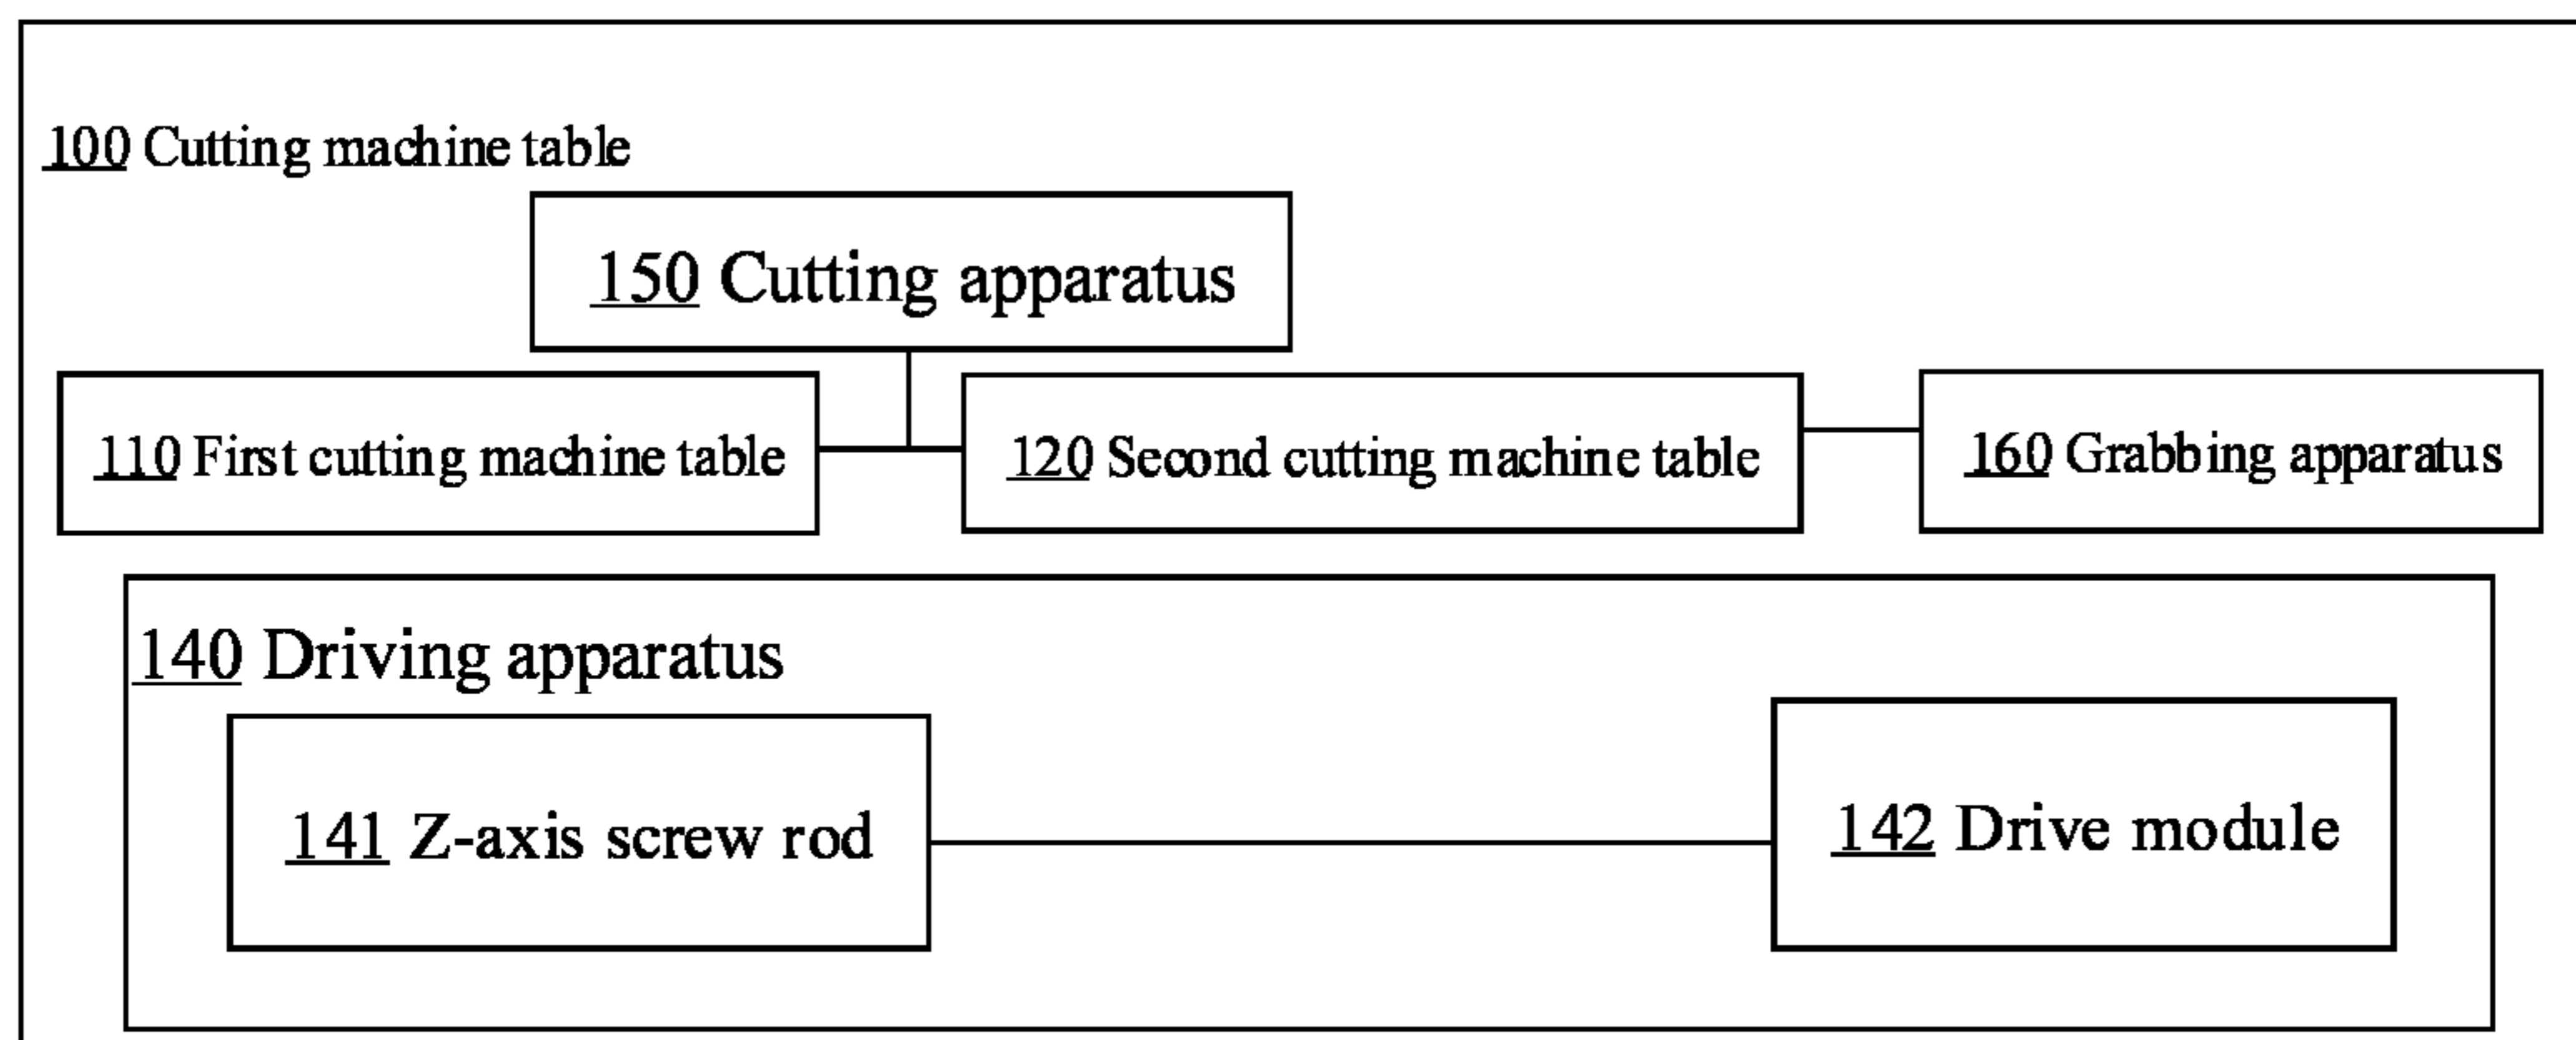 100 Cutting machine table
150 Cutting apparatus
110 First cutting machine table
120 Second cutting machine table
160 Grabbing apparatus
140 Driving apparatus
141 Z-axis screw rod
142 Drive module